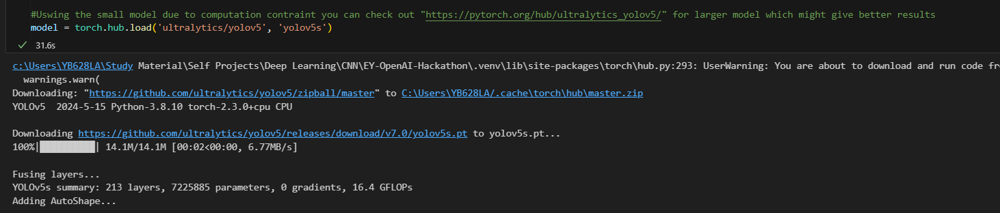 #Uswing the small model due to computation contraint you can check out "https://pytorch.org/hub/ultralytics_yolov5/" for larger model which might give better results
model = torch.hub.load('ultralytics/yolov5', 'yolov5s')
31.6s
c:\Users\YB628LA\Study Material\Self Projects\Deep Learning\CNN\EY-OpenAI-Hackathon\.venv\lib\site-packages\torch\hub.py:293: UserWarning: You are about to download and run code fr
warnings.warn(
Downloading: "https://github.com/ultralytics/yolov5/zipball/master" to C:\Users\YB628LA/.cache\torch\hub\master.zip
YOLOv5  2024-5-15 Python-3.8.10 torch-2.3.0+cpu CPU
Downloading https://github.com/ultralytics/yolov5/releases/download/v7.0/yolov5s.pt to yolov5s.pt...
100%|██████████| 14.1M/14.1M [00:02<00:00, 6.77MB/s]
Fusing layers...
YOLOv5s summary: 213 layers, 7225885 parameters, 0 gradients, 16.4 GFLOPs
Adding AutoShape...